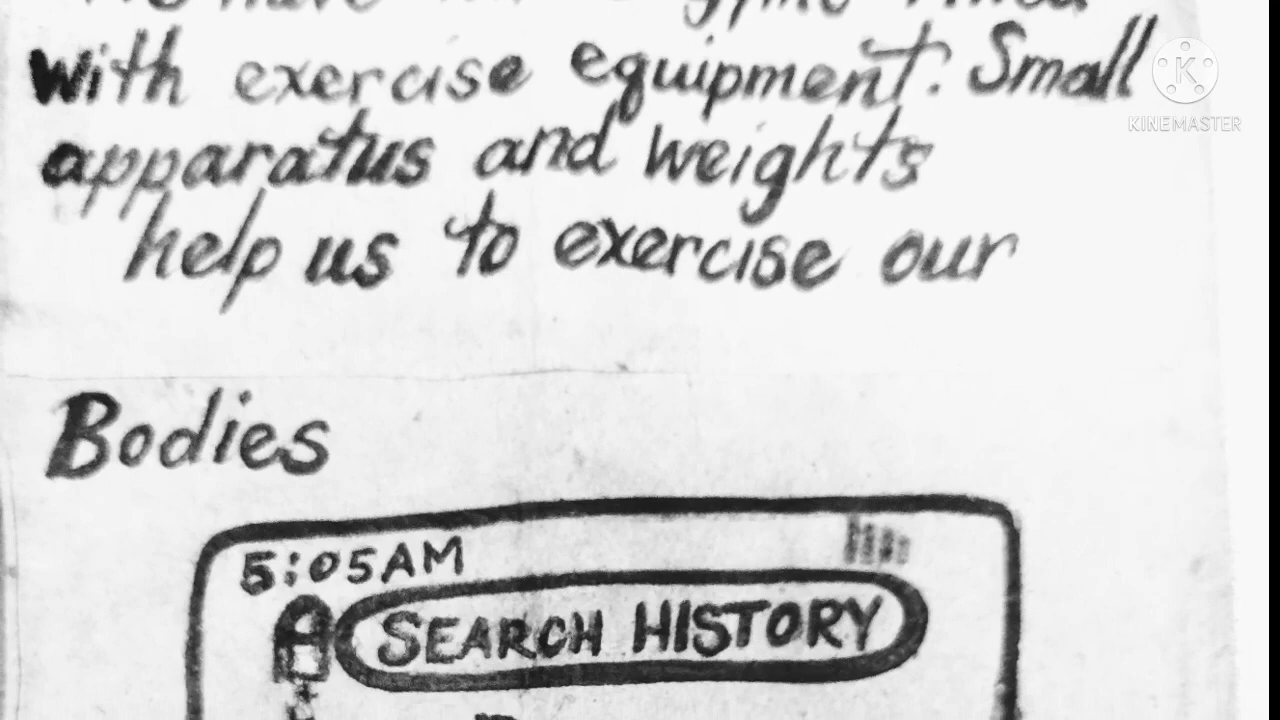 with exercise equipment. Small
KINEMASTER
apparatus and weights
help us to exercise our
Bodies
5:05AM
SEARCH HISTORY